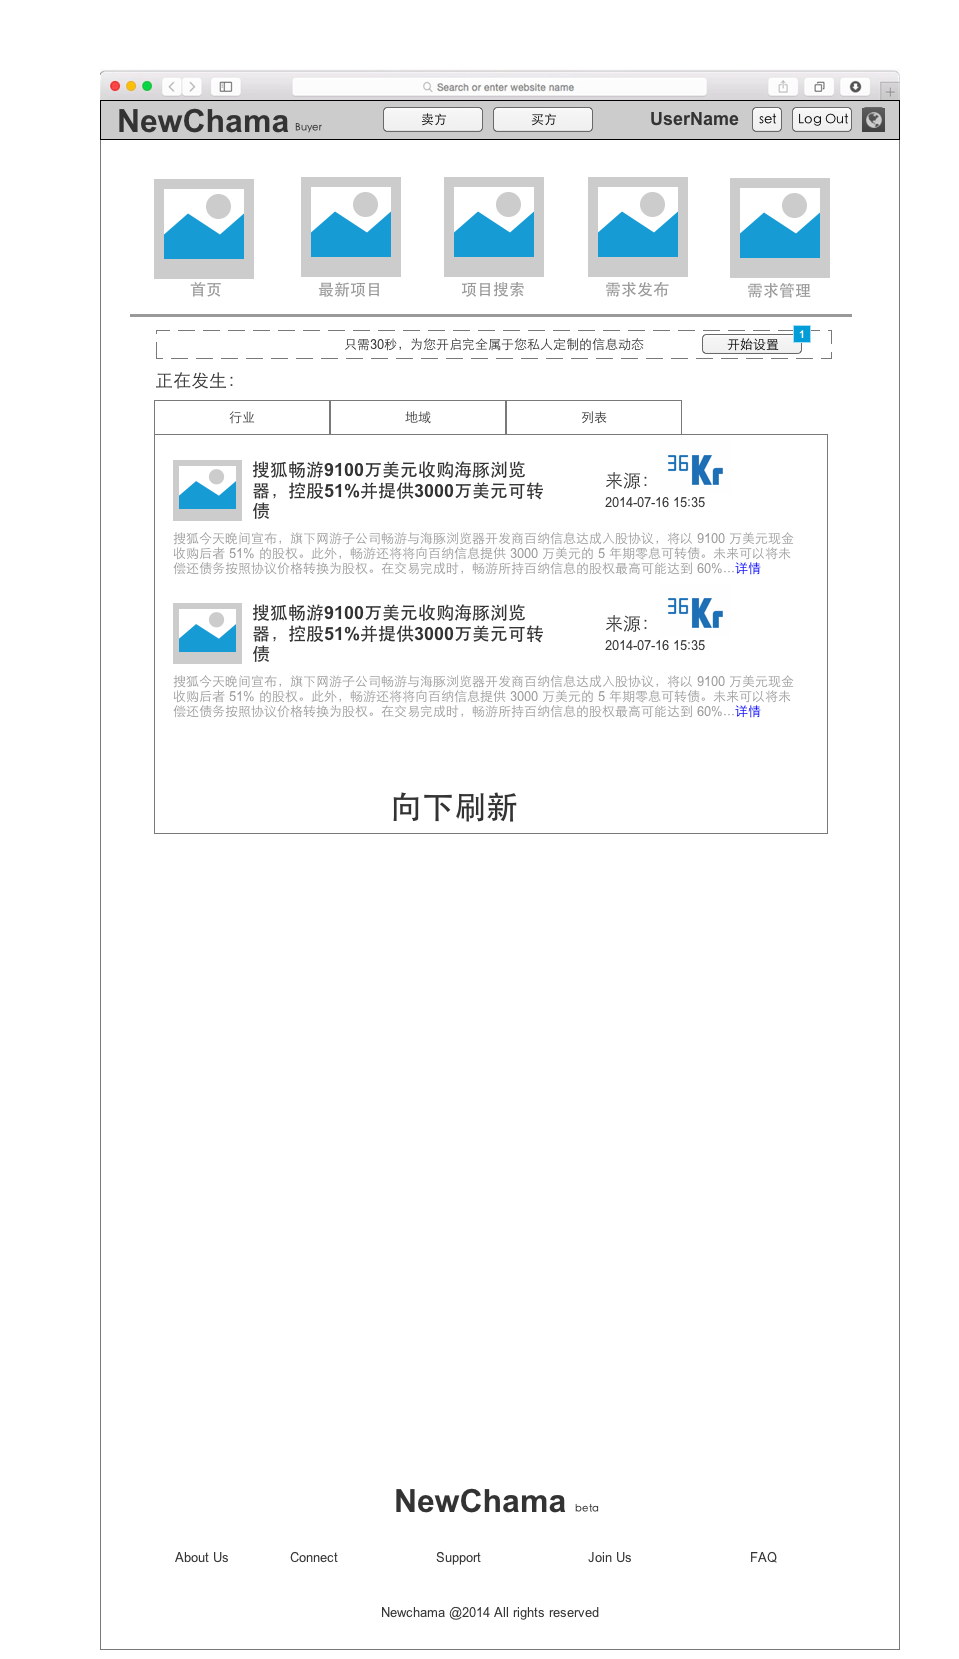 Search or enter website name
NewChama Buyer
卖方
买方
UserName
set
Log Out
首页
最新项目
项目搜索
需求发布
需求管理
只需30秒，为您开启完全属于您私人定制的信息动态
开始设置
1
正在发生：
行业
地域
列表
搜狐畅游9100万美元收购海豚浏览
器，控股51%并提供3000万美元可转
债
来源：
36Kr
2014-07-16 15:35
搜狐今天晚间宣布，旗下网游子公司畅游与海豚浏览器开发商百纳信息达成入股协议，将以 9100 万美元现金
收购后者 51% 的股权。此外，畅游还将将向百纳信息提供 3000 万美元的 5 年期零息可转债。未来可以将未
偿还债务按照协议价格转换为股权。在交易完成时，畅游所持百纳信息的股权最高可能达到 60%...详情
搜狐畅游9100万美元收购海豚浏览
器，控股51%并提供3000万美元可转
债
来源：
36Kr
2014-07-16 15:35
搜狐今天晚间宣布，旗下网游子公司畅游与海豚浏览器开发商百纳信息达成入股协议，将以 9100 万美元现金
收购后者 51% 的股权。此外，畅游还将将向百纳信息提供 3000 万美元的 5 年期零息可转债。未来可以将未
偿还债务按照协议价格转换为股权。在交易完成时，畅游所持百纳信息的股权最高可能达到 60%...详情
向下刷新
NewChama beta
About Us
Connect
Support
Join Us
FAQ
Newchama @2014 All rights reserved